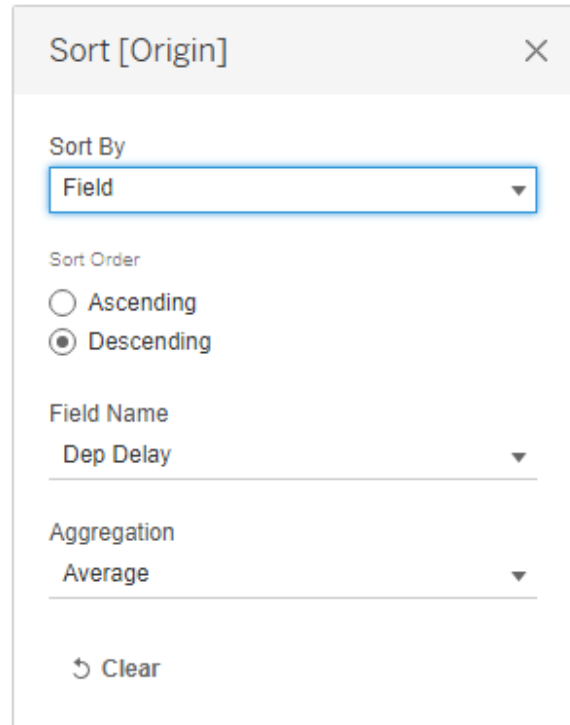 Sort [Origin]
Sort By
Field
Sort Order
Ascending
Descending
Field Name
Dep Delay
Aggregation
Average
Clear